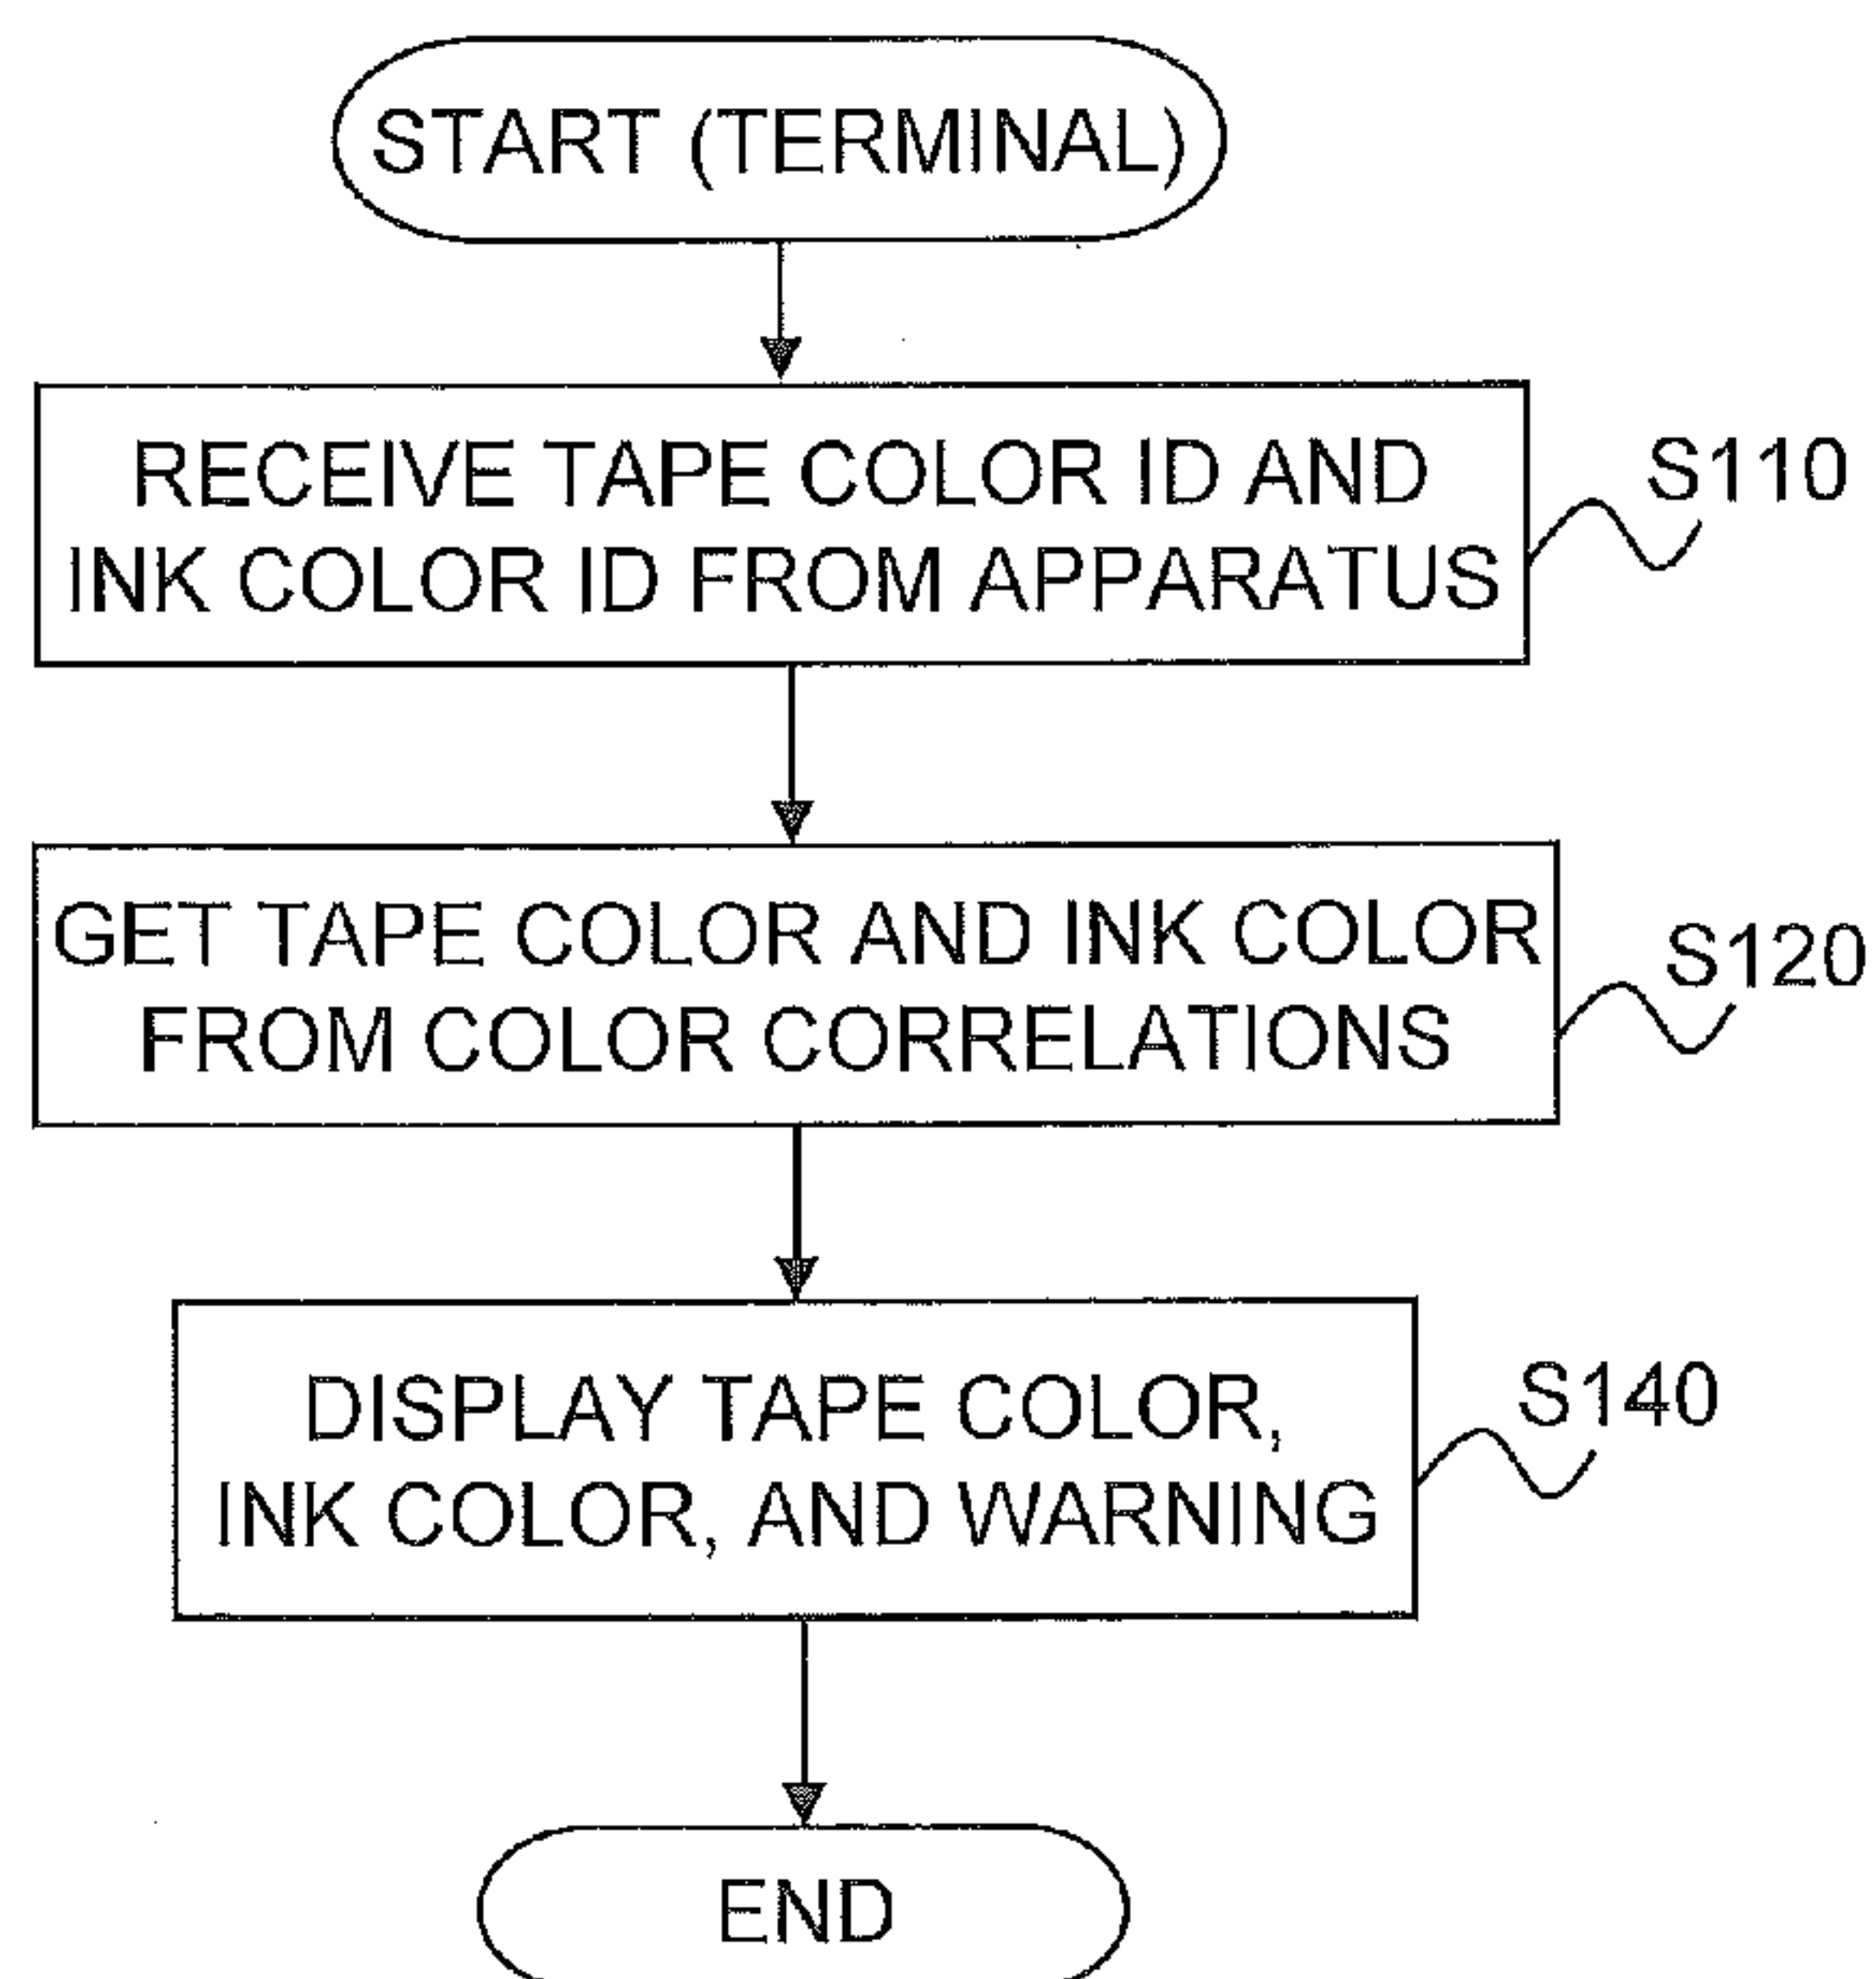 START (TERMINAL)
RECEIVE TAPE COLOR ID AND
INK COLOR ID FROM APPARATUS
S110
GET TAPE COLOR AND INK COLOR
FROM COLOR CORRELATIONS
S120
DISPLAY TAPE COLOR,
INK COLOR, AND WARNING
S140
END